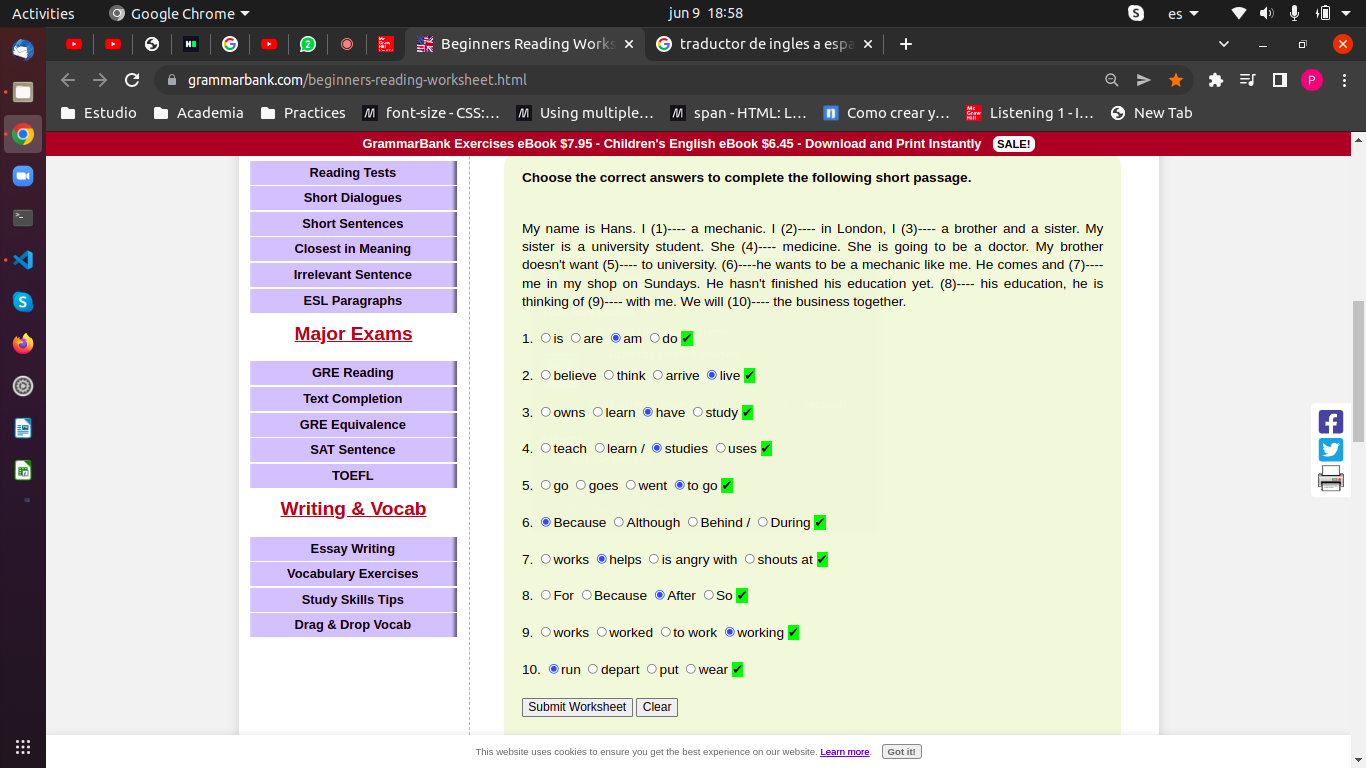 Activities Google Chrome jun 9 18:58 es
Beginners Reading Works traductor de ingles a espa
grammarbank.com/beginners-reading-worksheet.html P
Estudio Academia Practices font-size - CSS:... Using multiple... span - HTML: L... Como crear y... Listening 1 - I... New Tab
GrammarBank Exercises eBook $7.95 - Children's English eBook $6.45 - Download and Print Instantly SALE!
Reading Tests
Short Dialogues
Short Sentences
Closest in Meaning
Irrelevant Sentence
ESL Paragraphs
Major Exams
GRE Reading
Text Completion
GRE Equivalence
SAT Sentence
TOEFL
Writing & Vocab
Essay Writing
Vocabulary Exercises
Study Skills Tips
Drag & Drop Vocab
Choose the correct answers to complete the following short passage.
My name is Hans. I (1)---- a mechanic. I (2)---- in London, I (3)---- a brother and a sister. My
sister is a university student. She (4)---- medicine. She is going to be a doctor. My brother
doesn't want (5)---- to university. (6)----he wants to be a mechanic like me. He comes and (7)----
me in my shop on Sundays. He hasn't finished his education yet. (8)---- his education, he is
thinking of (9)---- with me. We will (10)---- the business together.
1. is are am do ✔
2. believe think arrive live ✔
3. owns learn have study ✔
4. teach learn / studies uses ✔
5. go goes went to go ✔
6. Because Although Behind / During ✔
7. works helps is angry with shouts at ✔
8. For Because After So ✔
9. works worked to work working ✔
10. run depart put wear ✔
Submit Worksheet Clear
This website uses cookies to ensure you get the best experience on our website. Learn more. Got it!